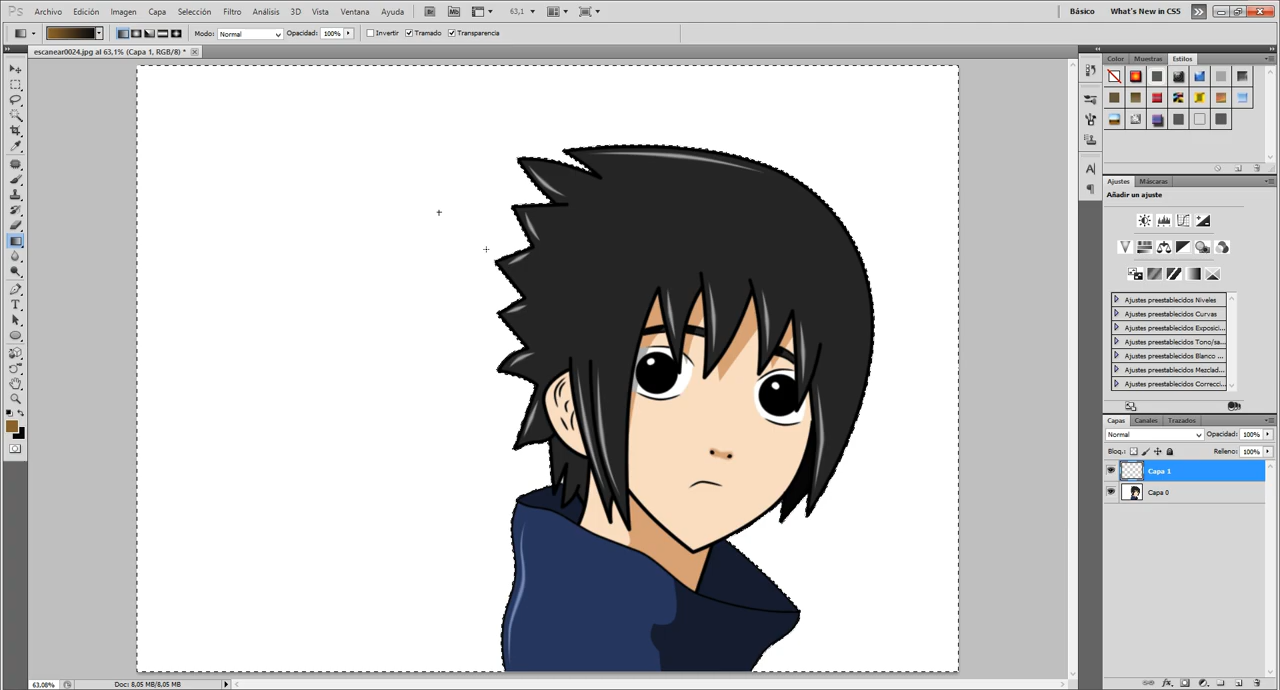 Ps Archivo Edición Imagen Capa Selección Filtro Análisis 3D Vista Ventana Ayuda Br Mb 63,1 Básico What's New in CS5
Modo: Normal Opacidad: 100% Invertir Tramado Transparencia
escanear0024.jpg al 63,1% (Capa 1, RGB/8) *
Color Muestras Estilos
Ajustes Máscaras
Añadir un ajuste
Ajustes preestablecidos Niveles
Ajustes preestablecidos Curvas
Ajustes preestablecidos Exposici...
Ajustes preestablecidos Tono/sa...
Ajustes preestablecidos Blanco ...
Ajustes preestablecidos Mezclad...
Ajustes preestablecidos Correcci...
Capas Canales Trazados
Normal Opacidad: 100%
Bloq.: Relleno: 100%
Capa 1
Capa 0
63,08% Doc: 8,05 MB/8,05 MB